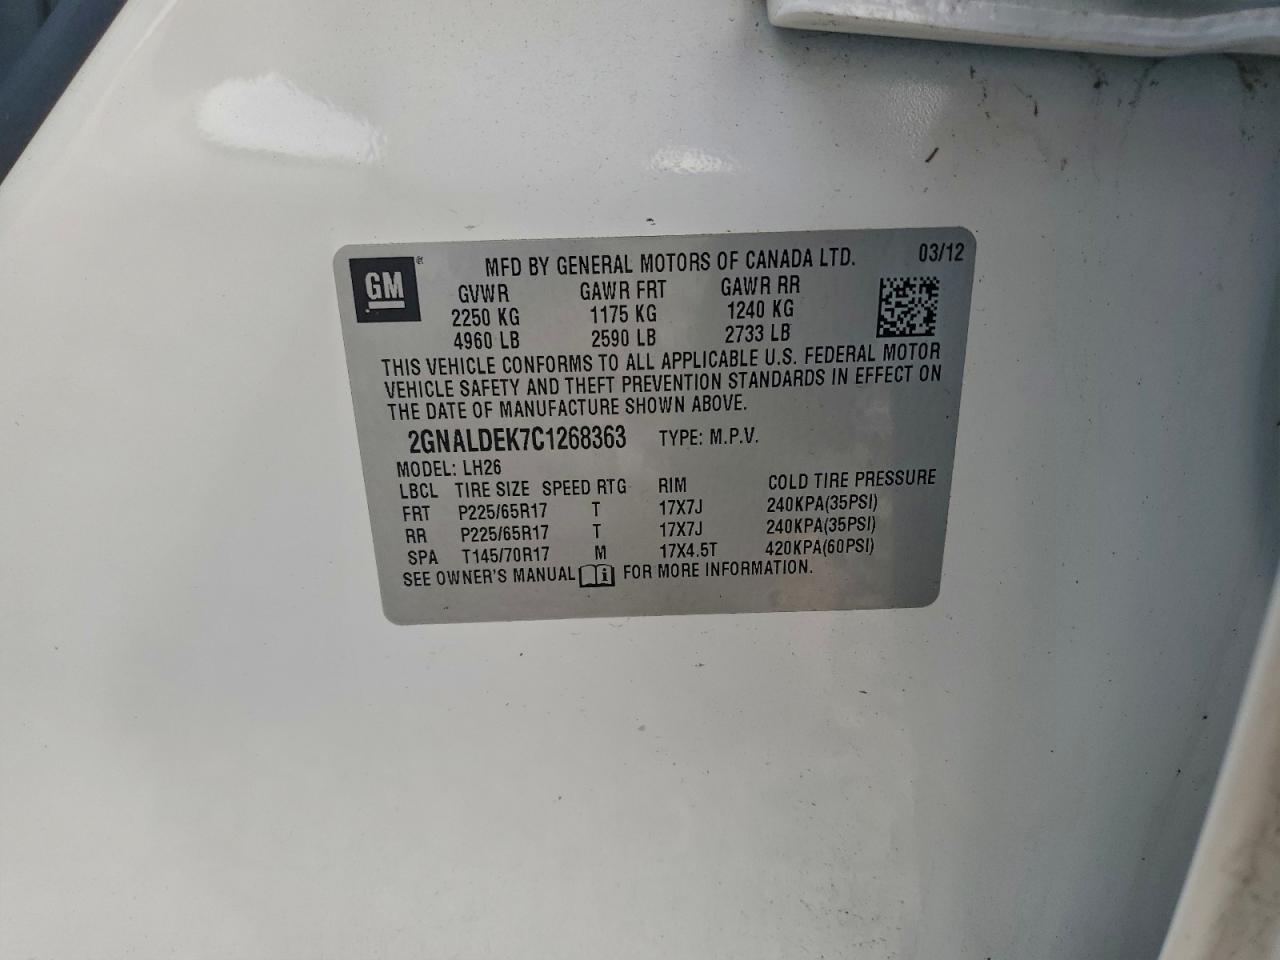 GM ®
MFD BY GENERAL MOTORS OF CANADA LTD. 03/12
GVWR GAWR FRT GAWR RR
2250 KG 1175 KG 1240 KG
4960 LB 2590 LB 2733 LB
THIS VEHICLE CONFORMS TO ALL APPLICABLE U.S. FEDERAL MOTOR
VEHICLE SAFETY AND THEFT PREVENTION STANDARDS IN EFFECT ON
THE DATE OF MANUFACTURE SHOWN ABOVE.
2GNALDEK7C1268363 TYPE: M.P.V.
MODEL: LH26
LBCL TIRE SIZE SPEED RTG RIM COLD TIRE PRESSURE
FRT P225/65R17 T 17X7J 240KPA(35PSI)
RR P225/65R17 T 17X7J 240KPA(35PSI)
SPA T145/70R17 M 17X4.5T 420KPA(60PSI)
SEE OWNER'S MANUAL i FOR MORE INFORMATION.